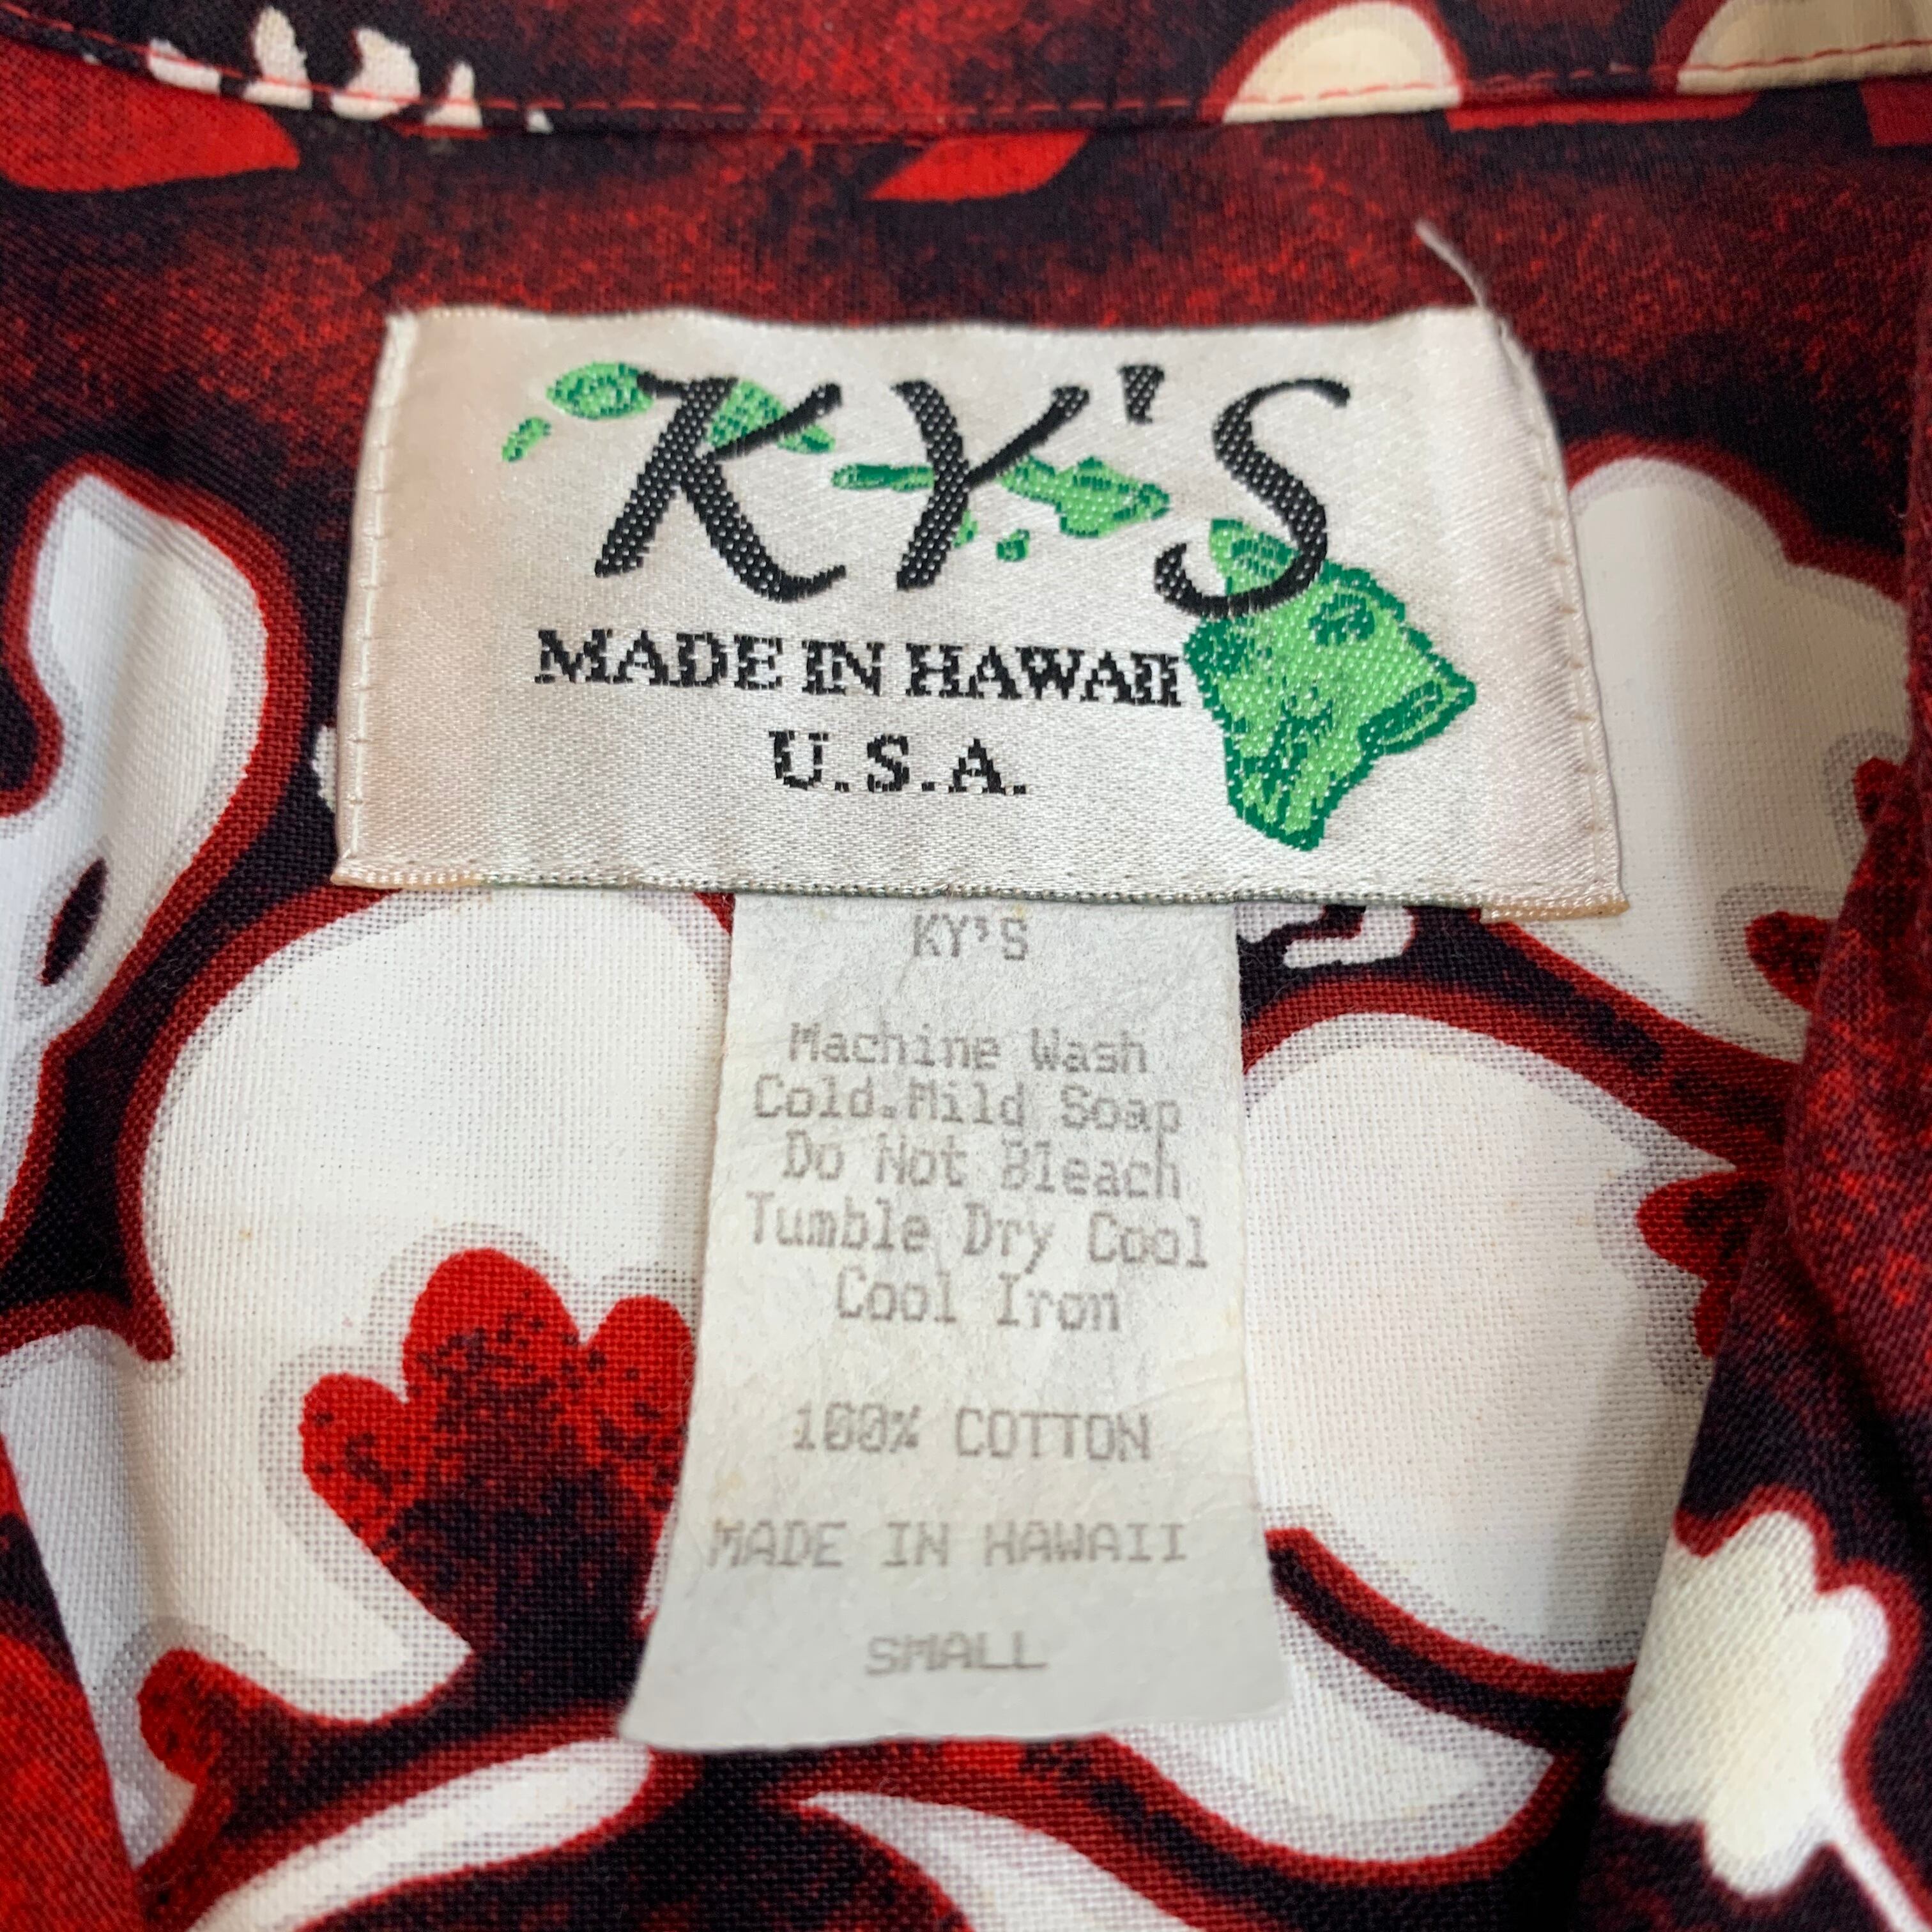 KY'S
MADE IN HAWAII
U.S.A.
KY'S
Machine Wash
Cold.Mild Soap
Do Not Bleach
Tumble Dry Cool
Cool Iron
100% COTTON
MADE IN HAWAII
SMALL